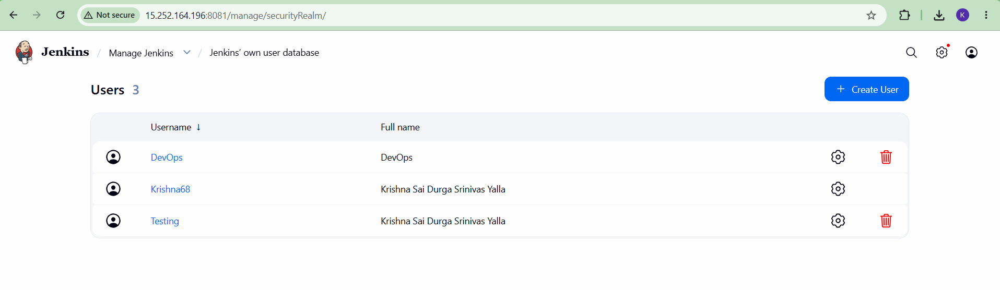 Not secure 15.252.164.196:8081/manage/securityRealm/ K
Jenkins / Manage Jenkins / Jenkins’ own user database
Users 3
+ Create User
Username ↓ Full name
DevOps DevOps
Krishna68 Krishna Sai Durga Srinivas Yalla
Testing Krishna Sai Durga Srinivas Yalla